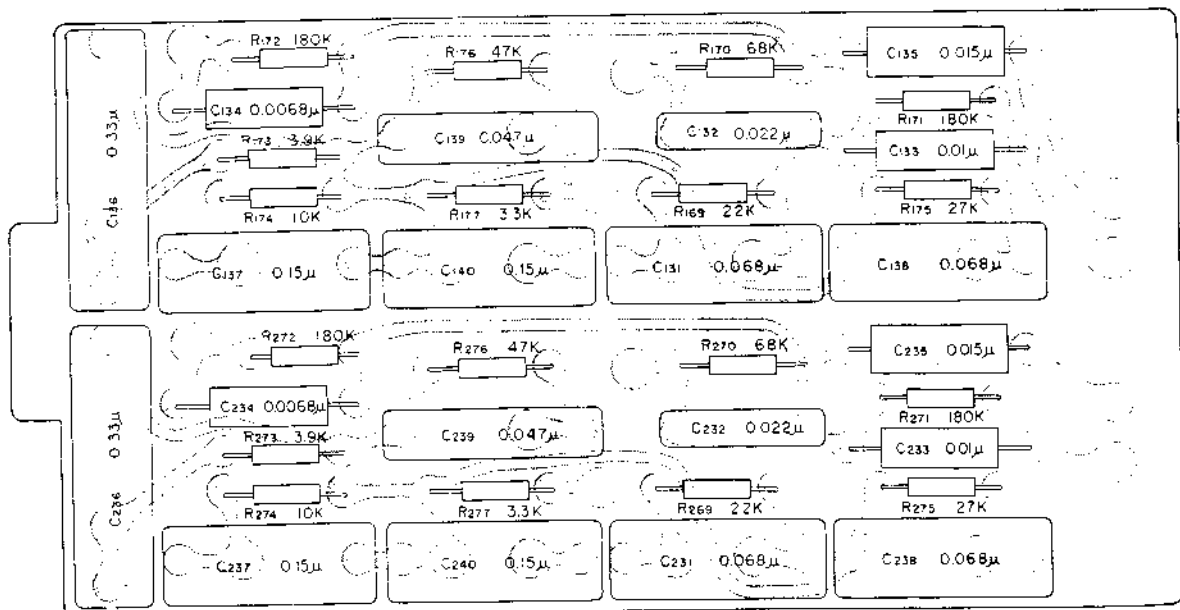 R172 180K
R176 47K
R170 68K
C135 0.015μ
C134 0.0068μ
R171 180K
C139 0.047μ
C132 0.022μ
C133 0.01μ
R173 3.9K
R174 10K
R177 3.3K
R169 22K
R175 27K
C136 0.33μ
C137 0.15μ
C140 0.15μ
C131 0.068μ
C138 0.068μ
R272 180K
R276 47K
R270 68K
C235 0.015μ
C234 0.0068μ
R271 180K
C239 0.047μ
C232 0.022μ
C233 0.01μ
R273 3.9K
R274 10K
R277 3.3K
R269 22K
R275 27K
C236 0.33μ
C237 0.15μ
C240 0.15μ
C231 0.068μ
C238 0.068μ